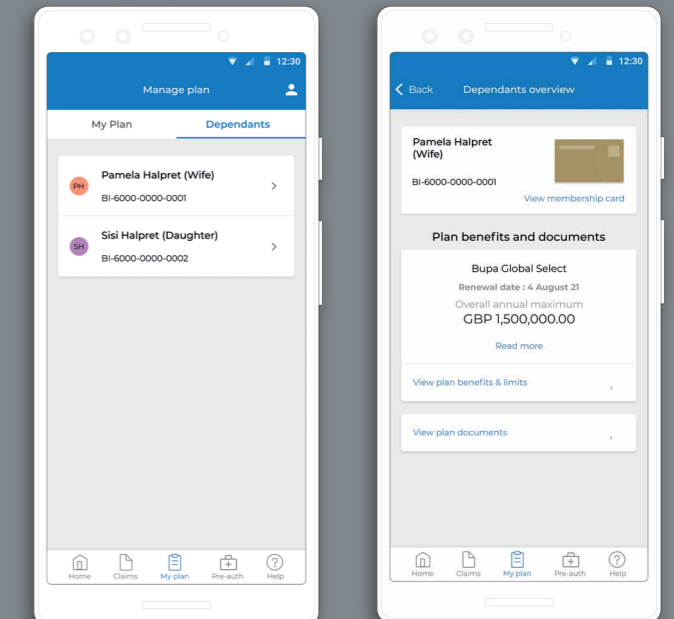 12:30
Manage plan
My Plan
Dependants
PH
Pamela Halpret (Wife)
BI-6000-0000-0001
SH
Sisi Halpret (Daughter)
BI-6000-0000-0002
Home
Claims
My plan
Pre-auth
Help
12:30
Back
Dependants overview
Pamela Halpret
(Wife)
BI-6000-0000-0001
View membership card
Plan benefits and documents
Bupa Global Select
Renewal date : 4 August 21
Overall annual maximum
GBP 1,500,000.00
Read more
View plan benefits & limits
View plan documents
Home
Claims
My plan
Pre-auth
Help